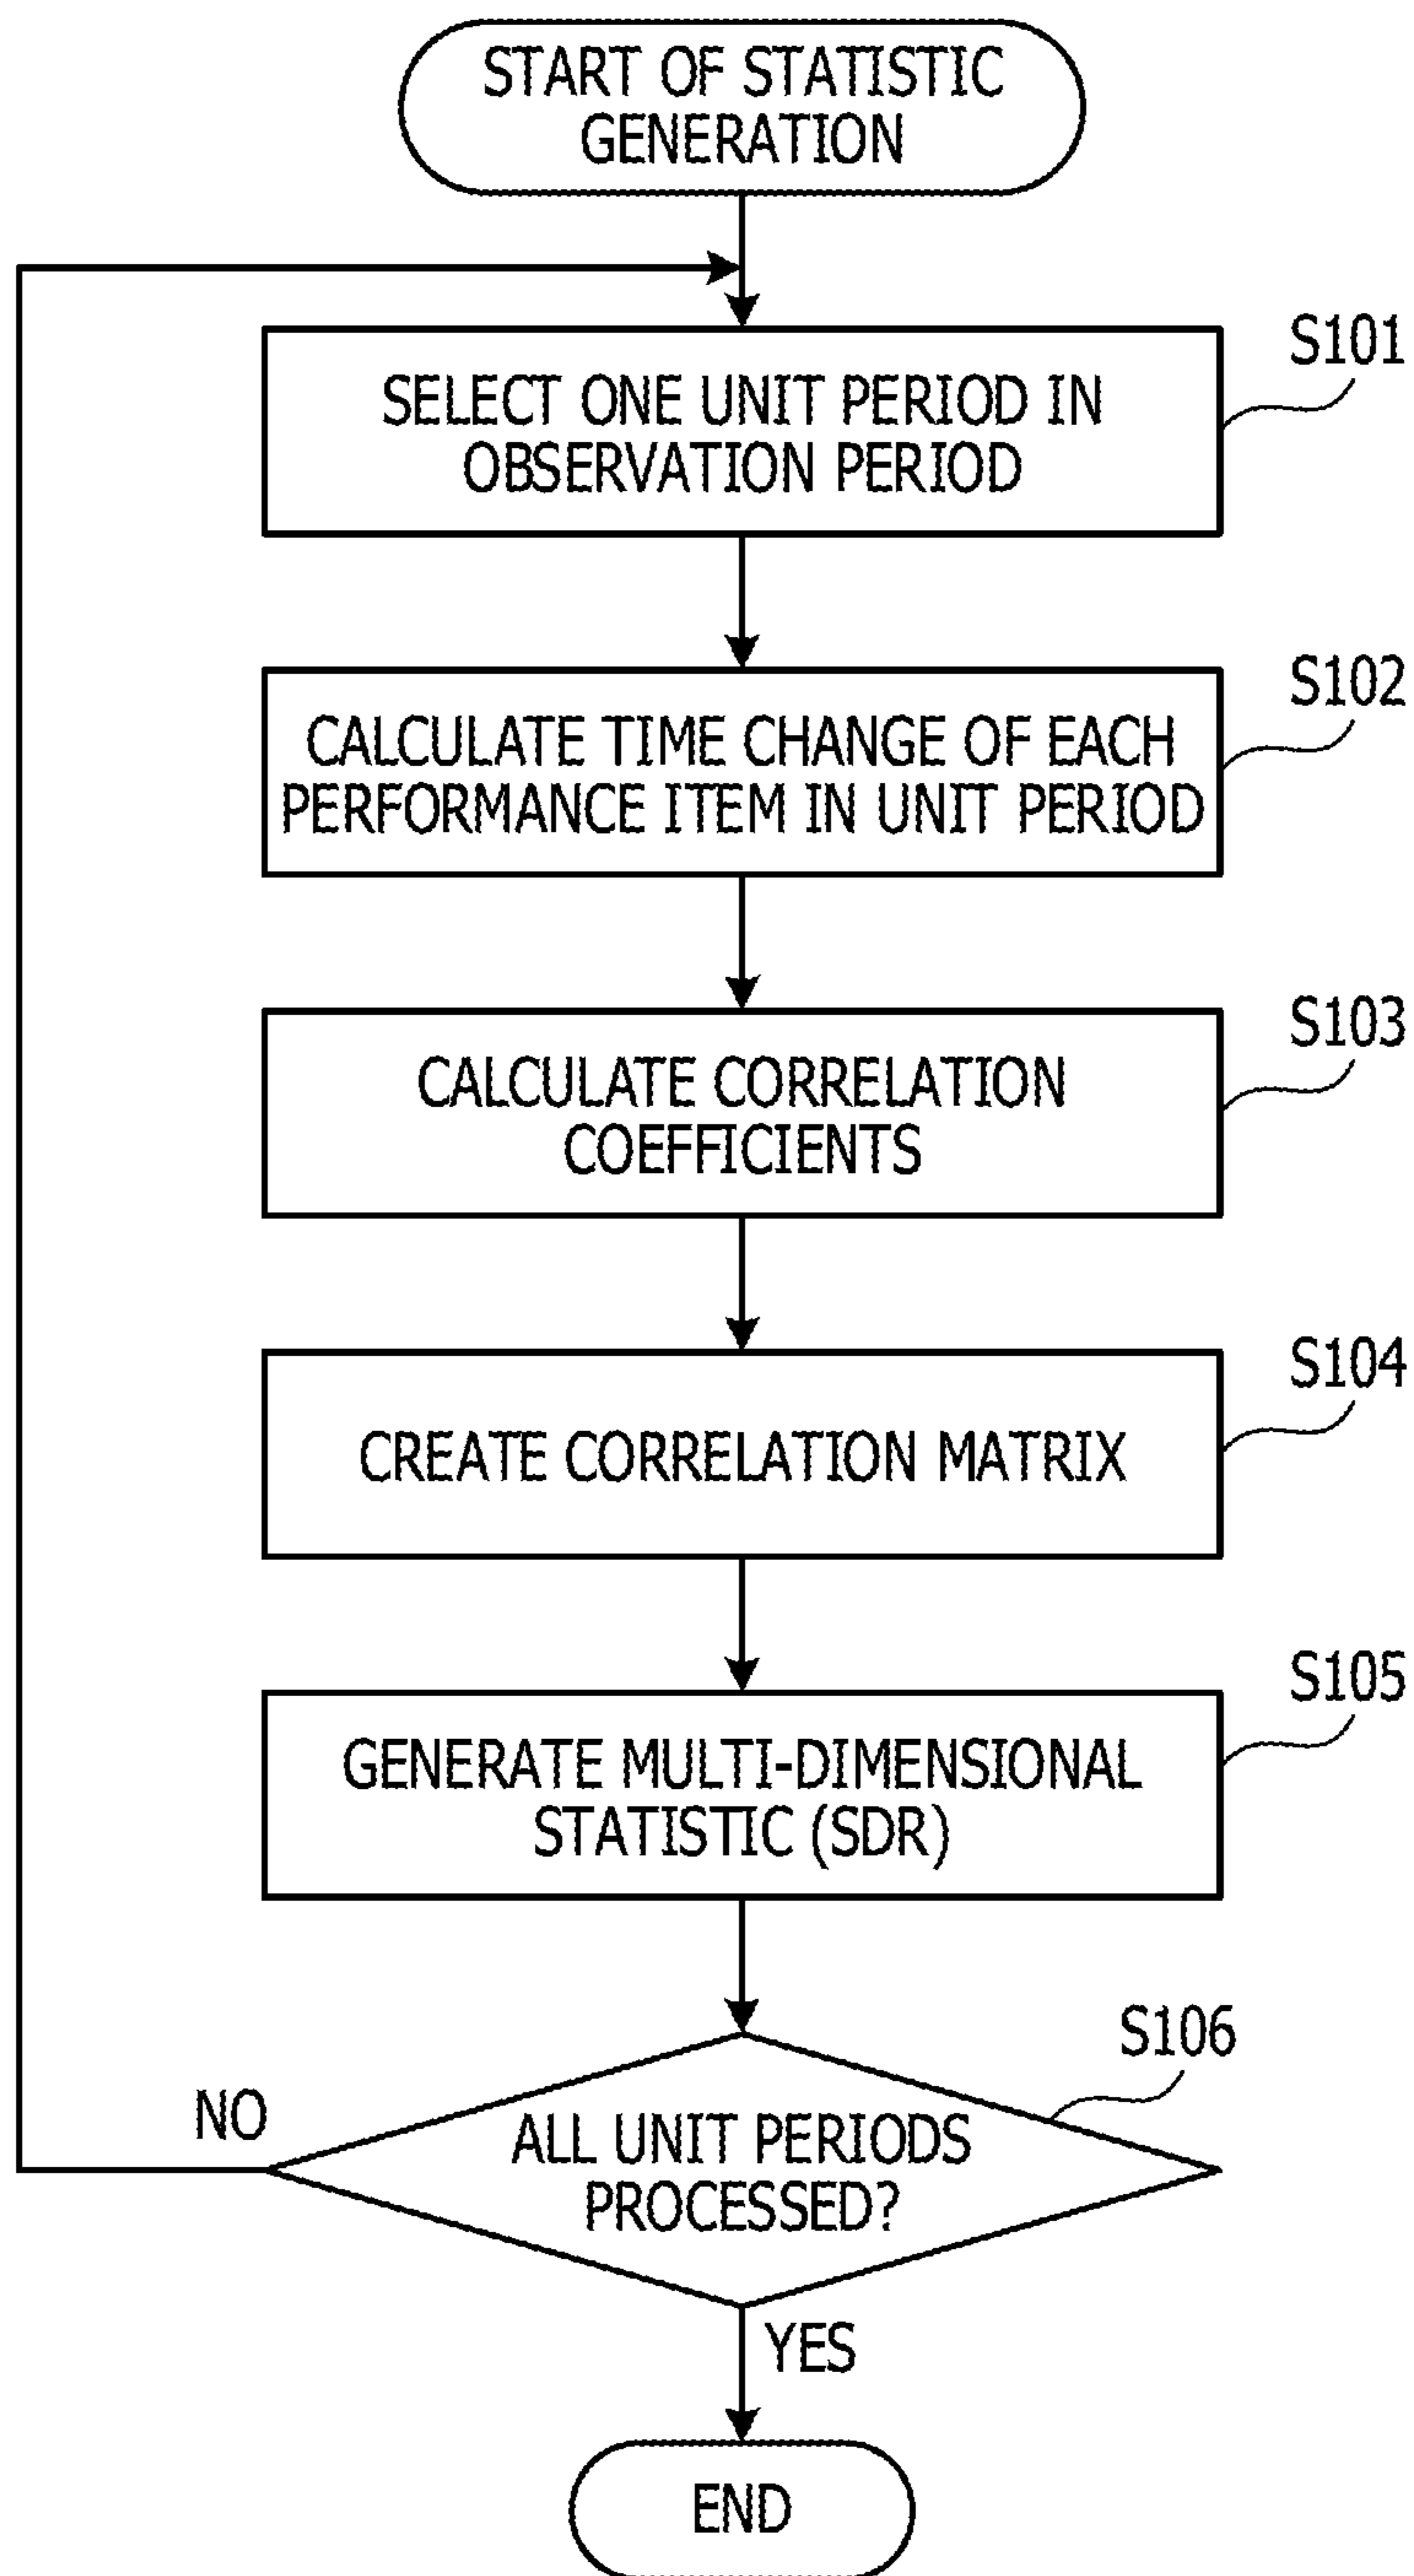 START OF STATISTIC
GENERATION
S101
SELECT ONE UNIT PERIOD IN
OBSERVATION PERIOD
S102
CALCULATE TIME CHANGE OF EACH
PERFORMANCE ITEM IN UNIT PERIOD
S103
CALCULATE CORRELATION
COEFFICIENTS
S104
CREATE CORRELATION MATRIX
S105
GENERATE MULTI-DIMENSIONAL
STATISTIC (SDR)
S106
NO
ALL UNIT PERIODS
PROCESSED?
YES
END